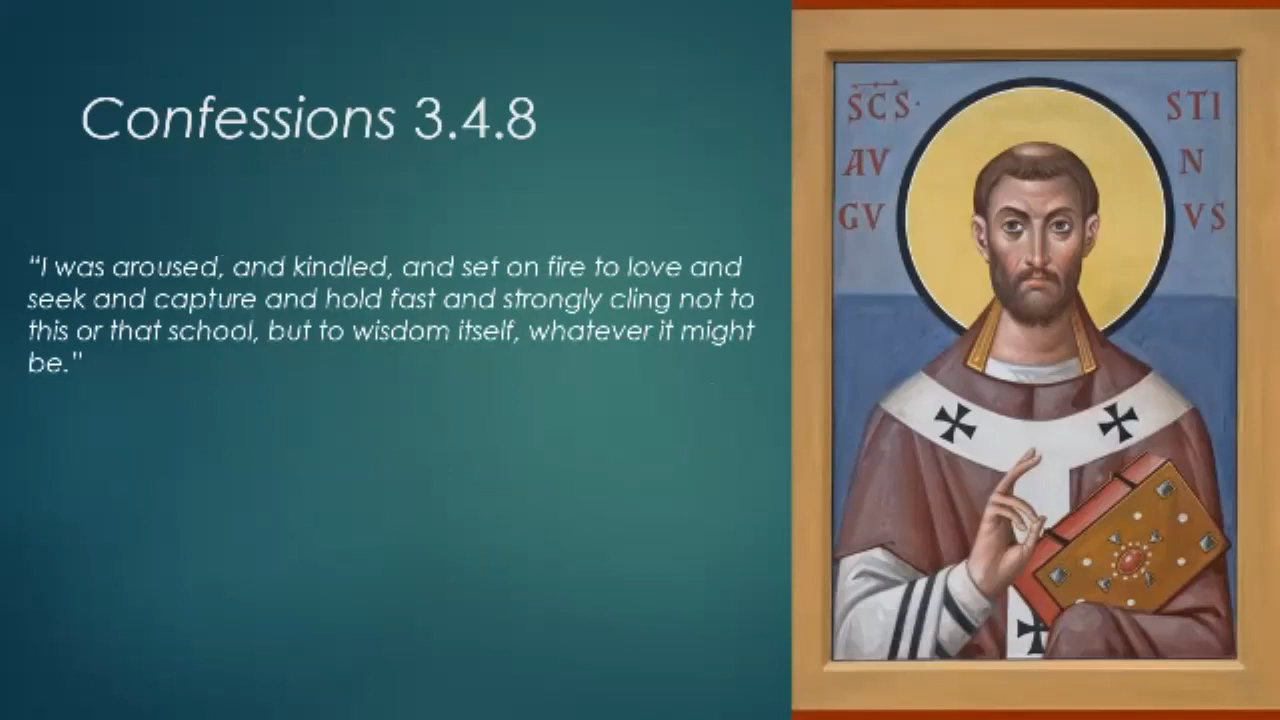 Confessions 3.4.8
“I was aroused, and kindled, and set on fire to love and
seek and capture and hold fast and strongly cling not to
this or that school, but to wisdom itself, whatever it might
be.”
SCS· STI
AV N
GV VS